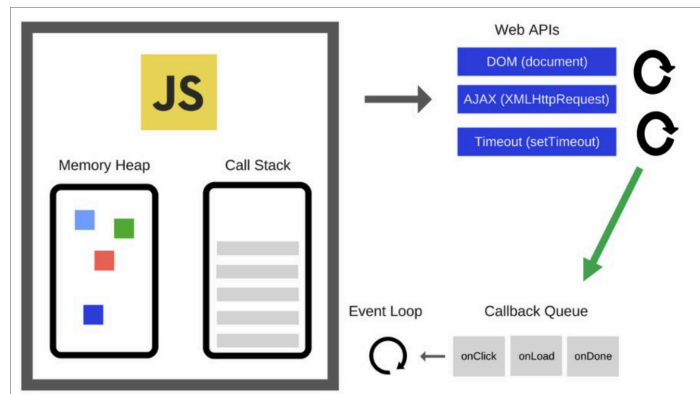 JS
Memory Heap
Call Stack
Web APIs
DOM (document)
AJAX (XMLHttpRequest)
Timeout (setTimeout)
Event Loop
Callback Queue
onClick
onLoad
onDone